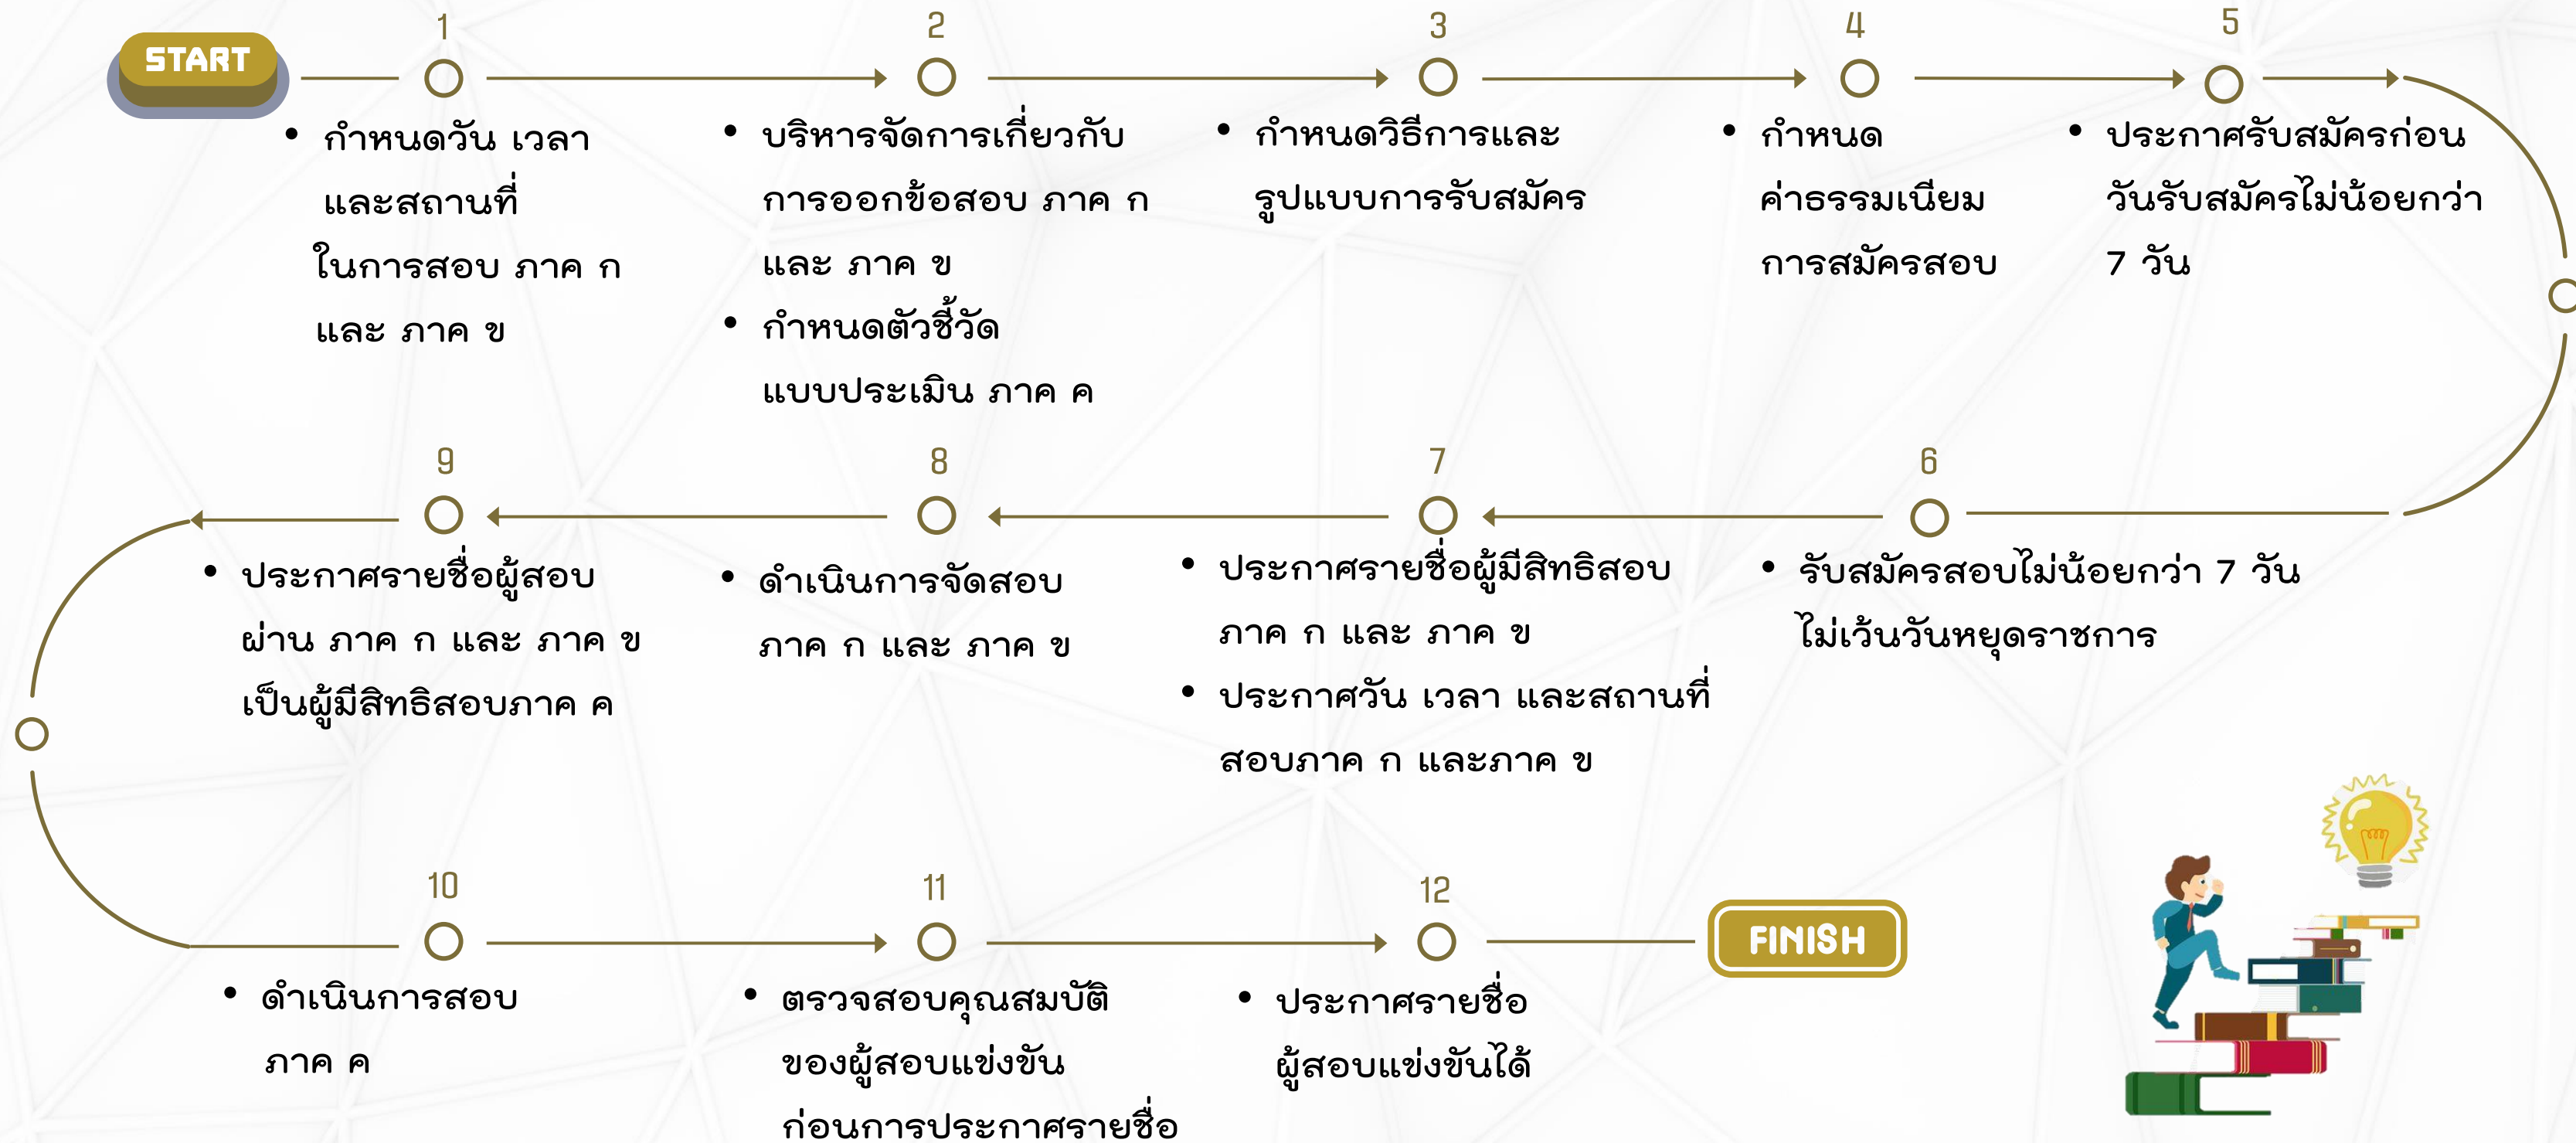 START
1
กำหนดวัน เวลา
และสถานที่
ในการสอบ ภาค ก
และ ภาค ข
2
บริหารจัดการเกี่ยวกับ
การออกข้อสอบ ภาค ก
และ ภาค ข
กำหนดตัวชี้วัด
แบบประเมิน ภาค ค
3
กำหนดวิธีการและ
รูปแบบการรับสมัคร
4
กำหนด
ค่าธรรมเนียม
การสมัครสอบ
5
ประกาศรับสมัครก่อน
วันรับสมัครไม่น้อยกว่า
7 วัน
6
รับสมัครสอบไม่น้อยกว่า 7 วัน
ไม่เว้นวันหยุดราชการ
7
ประกาศรายชื่อผู้มีสิทธิสอบ
ภาค ก และ ภาค ข
ประกาศวัน เวลา และสถานที่
สอบภาค ก และภาค ข
8
ดำเนินการจัดสอบ
ภาค ก และ ภาค ข
9
ประกาศรายชื่อผู้สอบ
ผ่าน ภาค ก และ ภาค ข
เป็นผู้มีสิทธิสอบภาค ค
10
ดำเนินการสอบ
ภาค ค
11
ตรวจสอบคุณสมบัติ
ของผู้สอบแข่งขัน
ก่อนการประกาศรายชื่อ
12
ประกาศรายชื่อ
ผู้สอบแข่งขันได้
FINISH